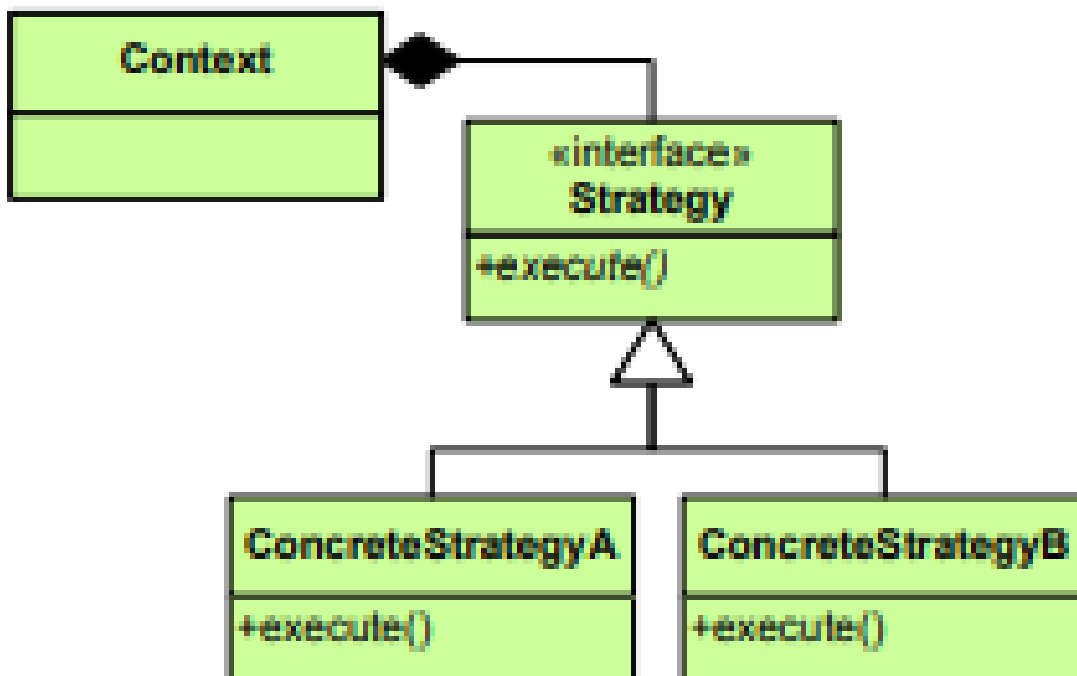 Context
«interface»
Strategy
+execute()
ConcreteStrategyA
+execute()
ConcreteStrategyB
+execute()